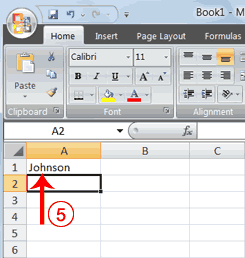 Book1 - M
Home Insert Page Layout Formulas
Calibri 11
Paste
B I U A A
A
Clipboard Font Alignment
A2 fx
A B C
1 Johnson
2
3
4
5
6
5